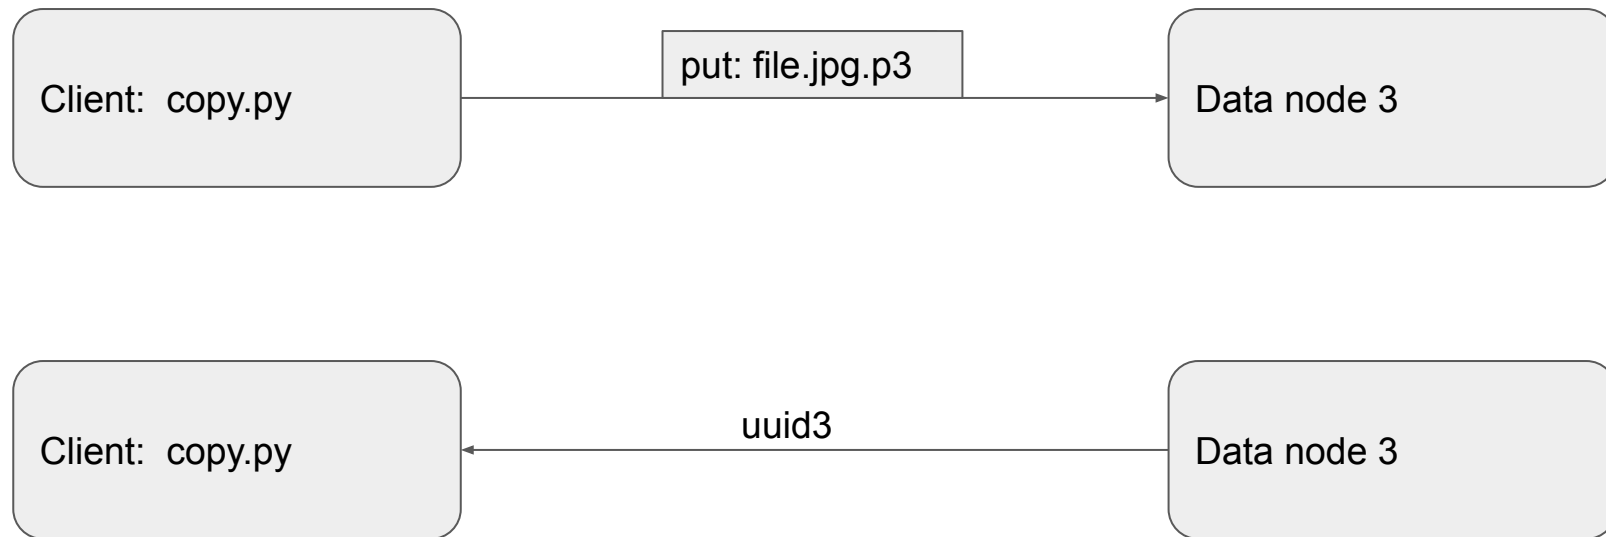 Client:  copy.py
put: file.jpg.p3
Data node 3
Client:  copy.py
uuid3
Data node 3